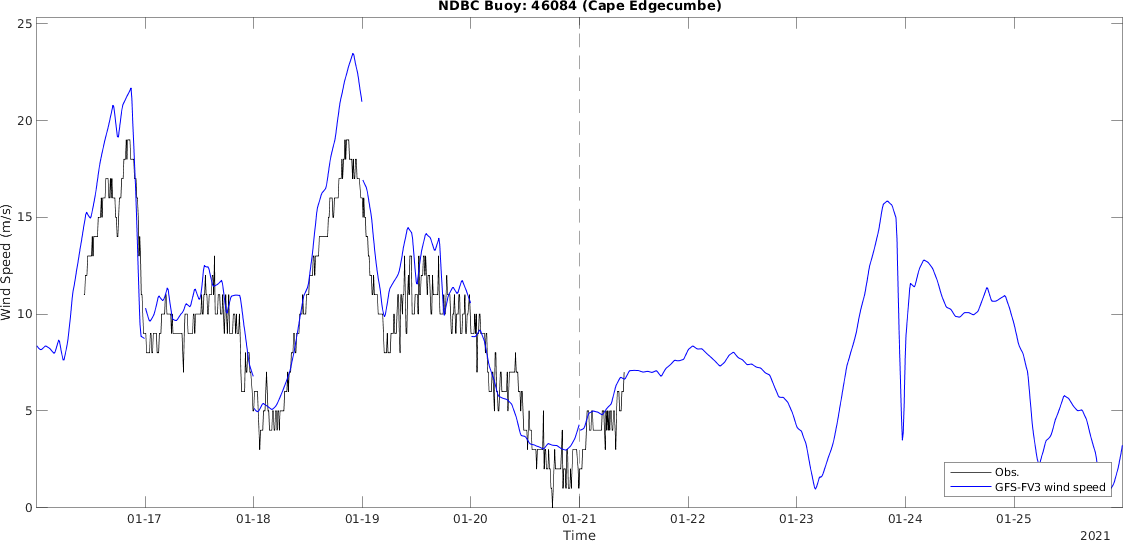 NDBC Buoy: 46084 (Cape Edgecumbe)
25
20
15
10
5
0
Wind Speed (m/s)
01-17 01-18 01-19 01-20 01-21 01-22 01-23 01-24 01-25
Time
2021
Obs.
GFS-FV3 wind speed